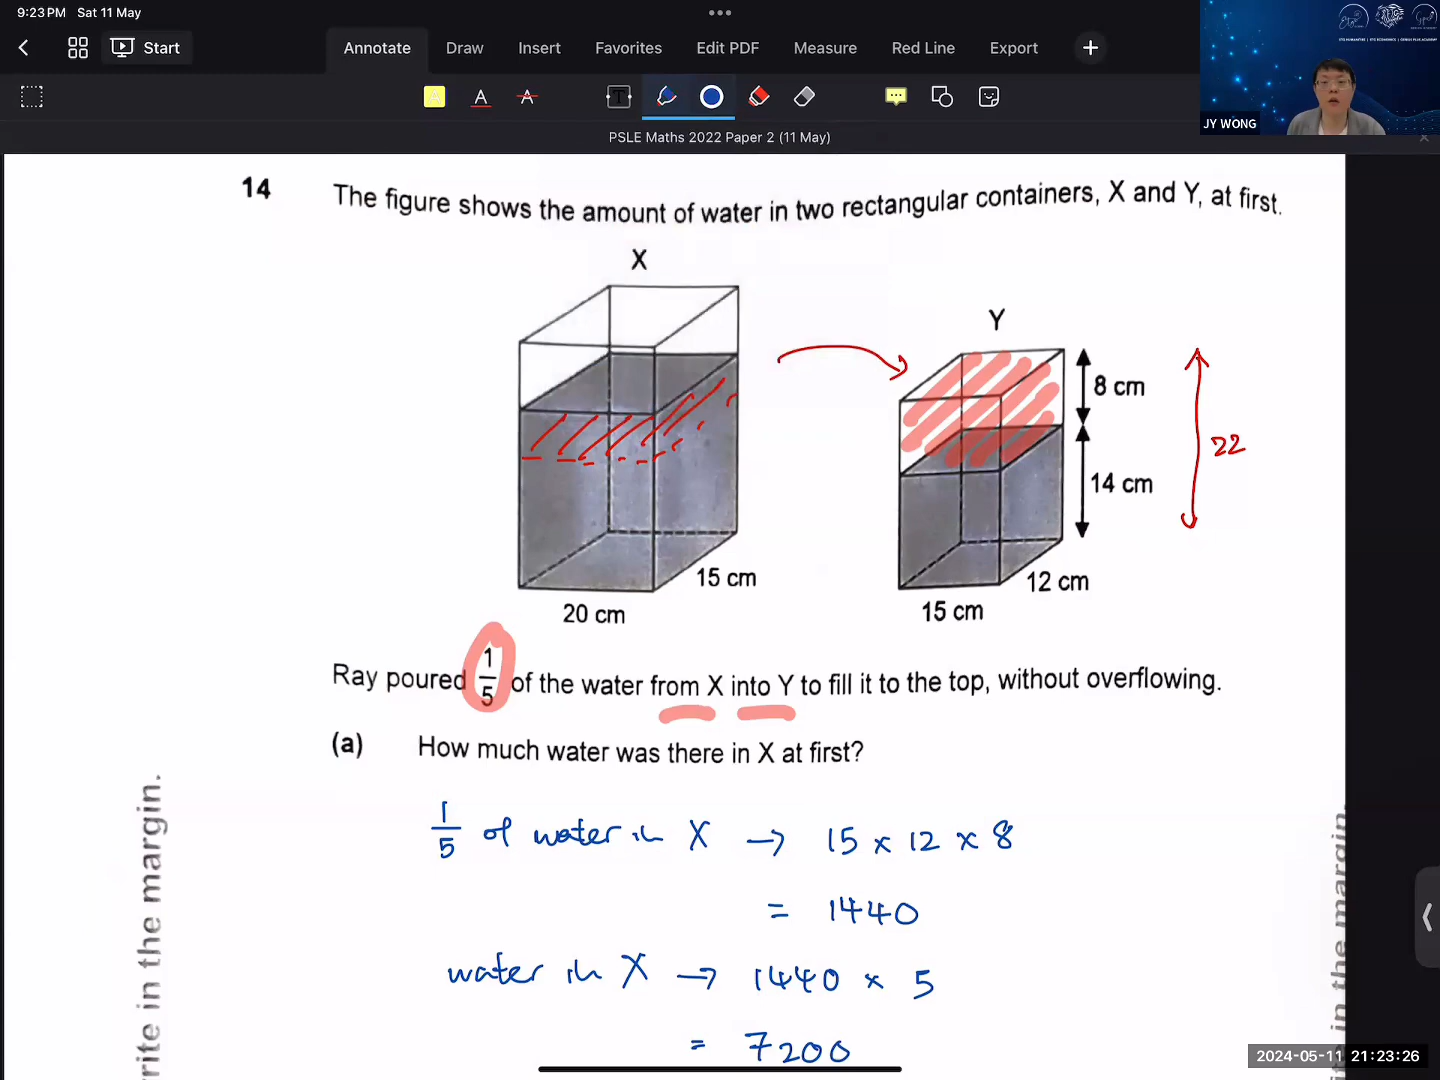 9:23 PM Sat 11 May
Start
Annotate Draw Insert Favorites Edit PDF Measure Red Line Export
JY WONG
PSLE Maths 2022 Paper 2 (11 May)
14 The figure shows the amount of water in two rectangular containers, X and Y, at first.
X
Y
8 cm
22
14 cm
15 cm
12 cm
20 cm
15 cm
Ray poured 1/5 of the water from X into Y to fill it to the top, without overflowing.
(a) How much water was there in X at first?
1/5 of water in X → 15 x 12 x 8
= 1440
water in X → 1440 x 5
= 7200
rite in the margin.
it in the margin.
2024-05-11 21:23:26